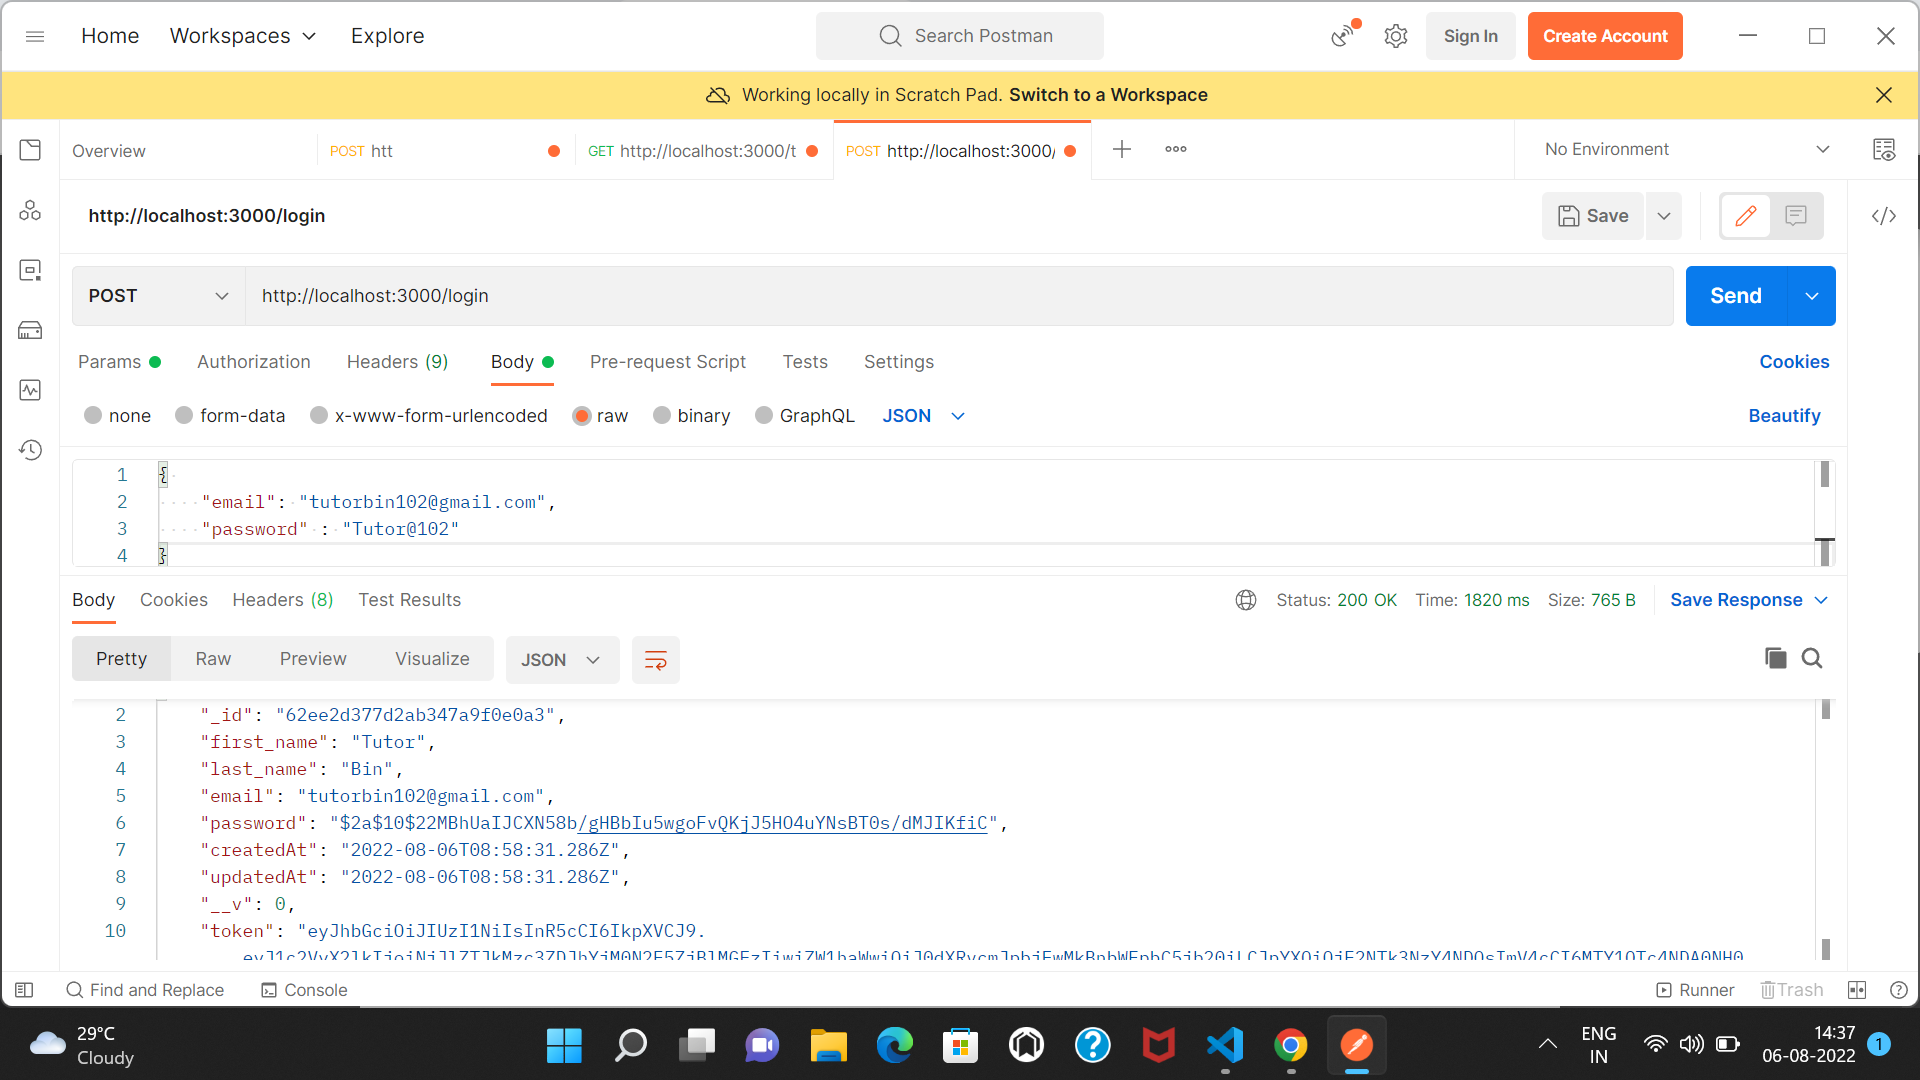 Home Workspaces Explore Search Postman Sign In Create Account
Working locally in Scratch Pad. Switch to a Workspace
Overview POST htt GET http://localhost:3000/t POST http://localhost:3000/ No Environment
http://localhost:3000/login Save
POST http://localhost:3000/login Send
Params Authorization Headers (9) Body Pre-request Script Tests Settings Cookies
none form-data x-www-form-urlencoded raw binary GraphQL JSON Beautify
1 {
2 "email": "tutorbin102@gmail.com",
3 "password" : "Tutor@102"
4 }
Body Cookies Headers (8) Test Results Status: 200 OK Time: 1820 ms Size: 765 B Save Response
Pretty Raw Preview Visualize JSON
2 "_id": "62ee2d377d2ab347a9f0e0a3",
3 "first_name": "Tutor",
4 "last_name": "Bin",
5 "email": "tutorbin102@gmail.com",
6 "password": "$2a$10$22MBhUaIJCXN58b/gHBbIu5wgoFvQKjJ5HO4uYNsBT0s/dMJIKfiC",
7 "createdAt": "2022-08-06T08:58:31.286Z",
8 "updatedAt": "2022-08-06T08:58:31.286Z",
9 "__v": 0,
10 "token": "eyJhbGciOiJIUzI1NiIsInR5cCI6IkpXVCJ9.
Find and Replace Console Runner Trash
29°C
Cloudy
ENG
IN
14:37
06-08-2022
1